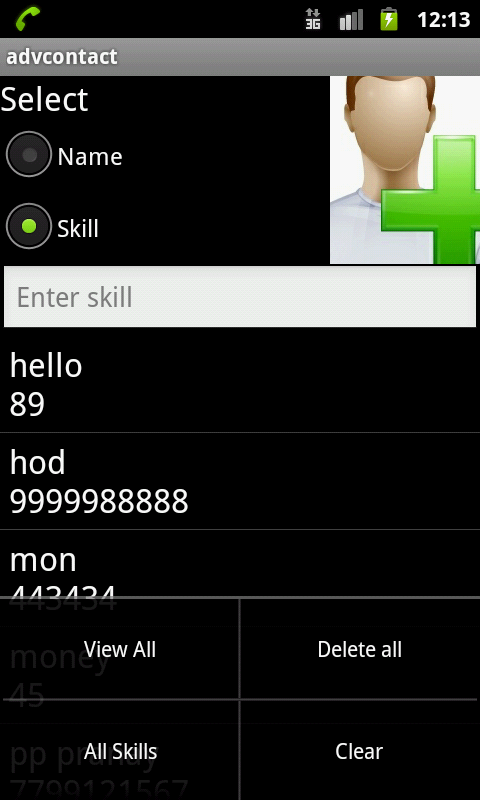 3G 12:13
advcontact
Select
Name
Skill
Enter skill
hello
89
hod
9999988888
mon
443434
money
View All Delete all
45
pp pranay
All Skills Clear
7799121567